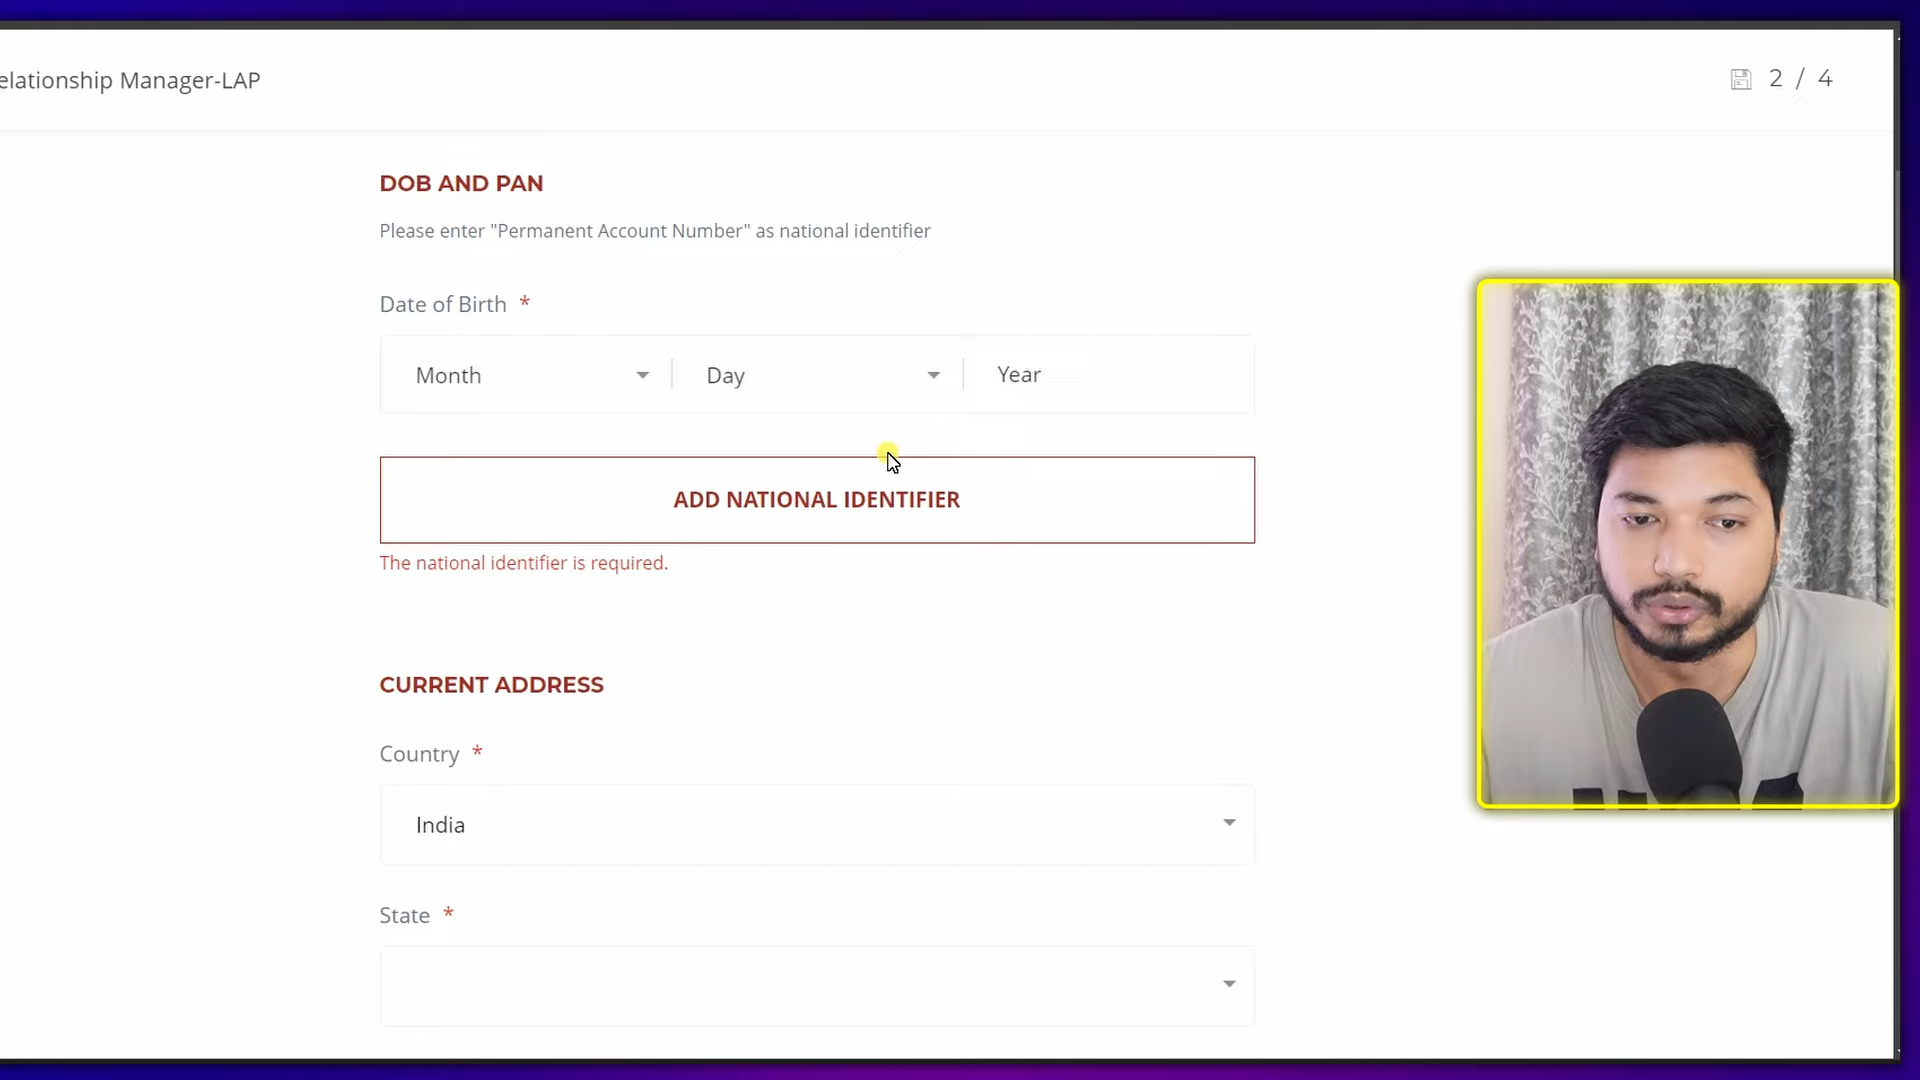 elationship Manager-LAP
2 / 4
DOB AND PAN
Please enter "Permanent Account Number" as national identifier
Date of Birth *
Month Day Year
ADD NATIONAL IDENTIFIER
The national identifier is required.
CURRENT ADDRESS
Country *
India
State *